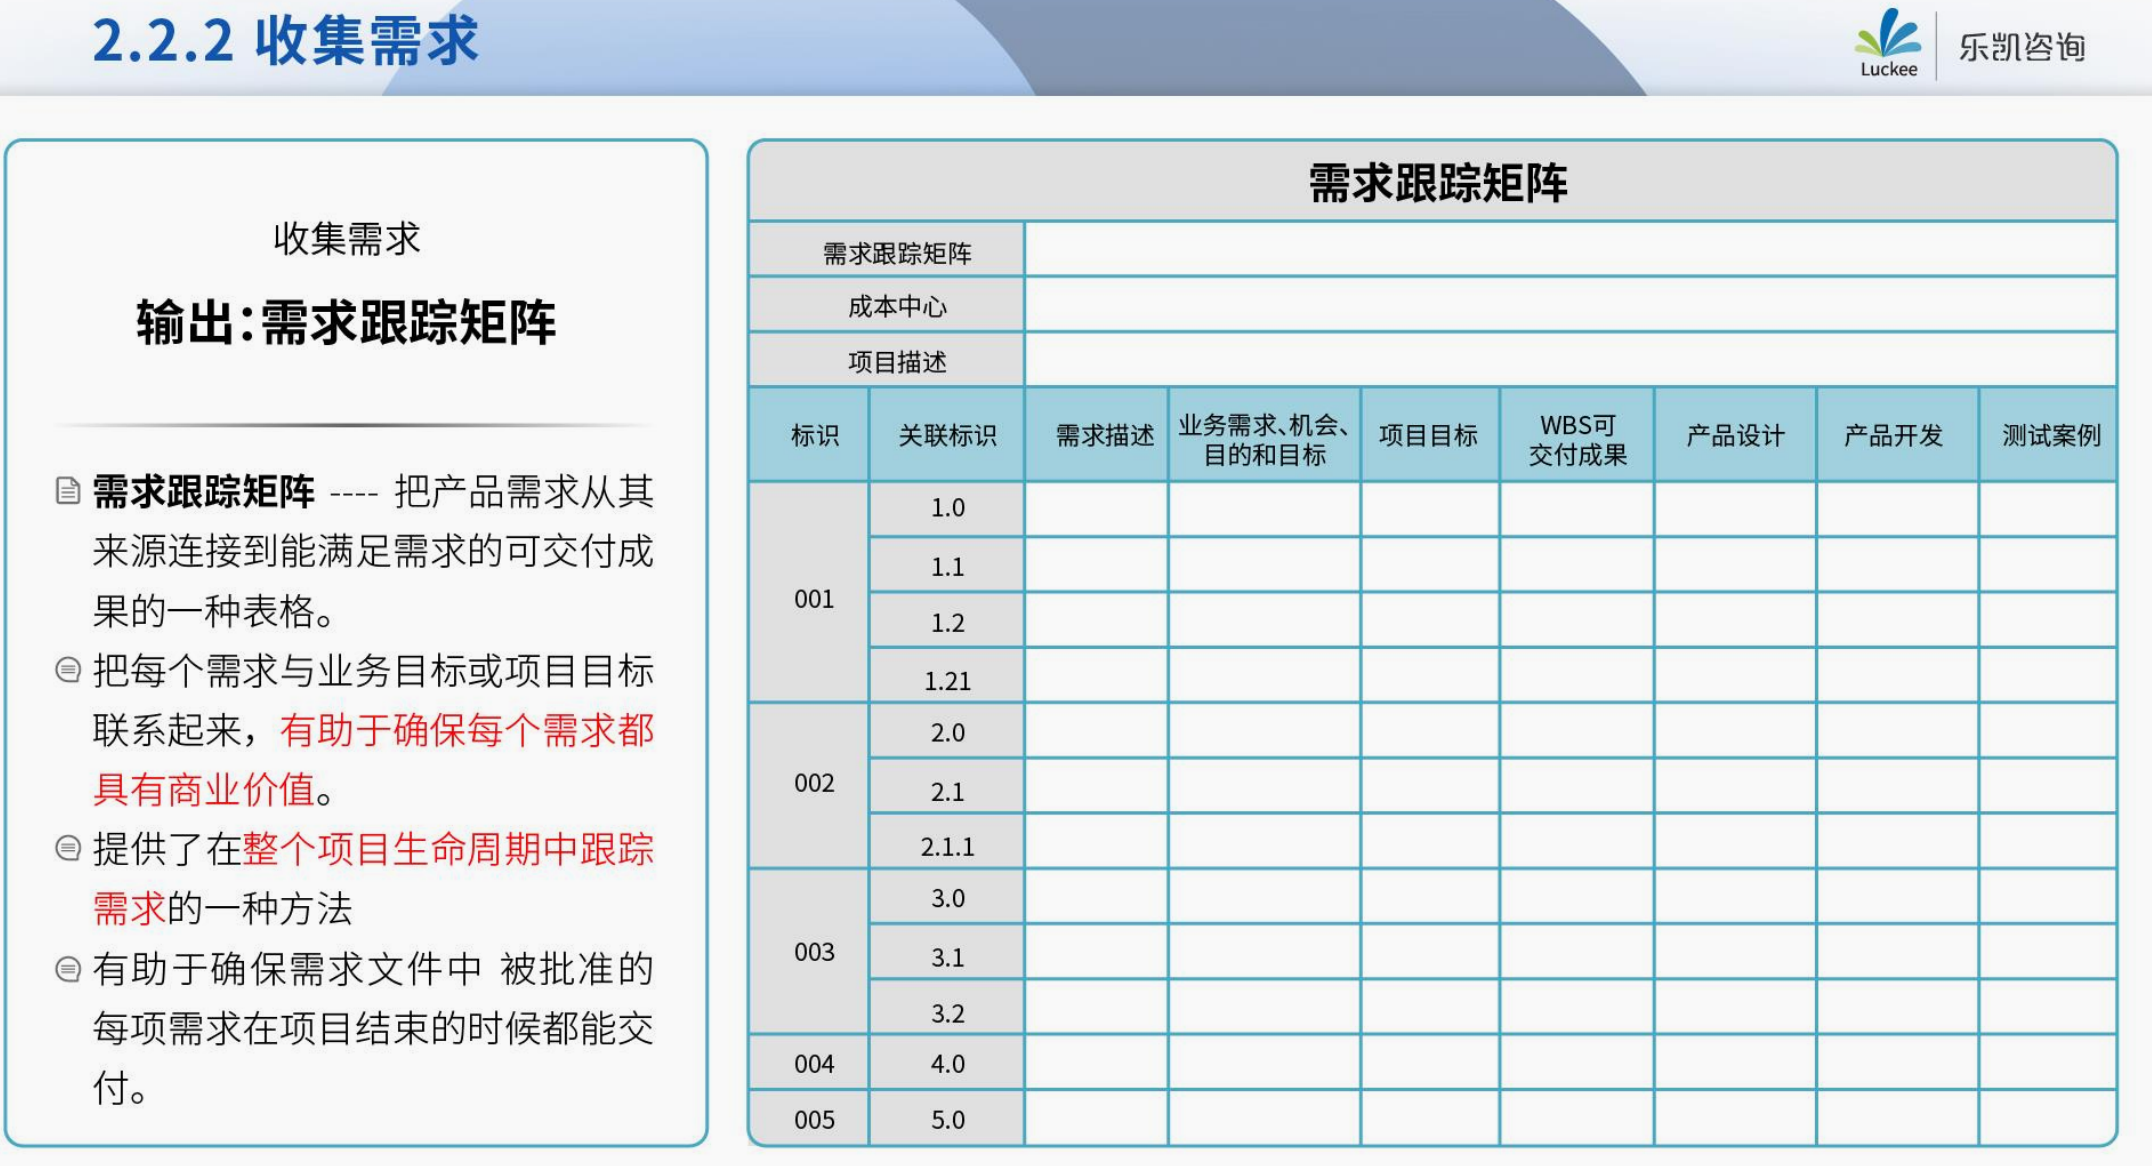 2.2.2 收集需求
Luckee
乐凯咨询
收集需求
输出:需求跟踪矩阵
需求跟踪矩阵 ---- 把产品需求从其
来源连接到能满足需求的可交付成
果的一种表格。
把每个需求与业务目标或项目目标
联系起来，有助于确保每个需求都
具有商业价值。
提供了在整个项目生命周期中跟踪
需求的一种方法
有助于确保需求文件中 被批准的
每项需求在项目结束的时候都能交
付。
需求跟踪矩阵
需求跟踪矩阵
成本中心
项目描述
标识 关联标识 需求描述 业务需求、机会、 项目目标 WBS可 产品设计 产品开发 测试案例
目的和目标 交付成果
001 1.0
1.1
1.2
1.21
002 2.0
2.1
2.1.1
003 3.0
3.1
3.2
004 4.0
005 5.0